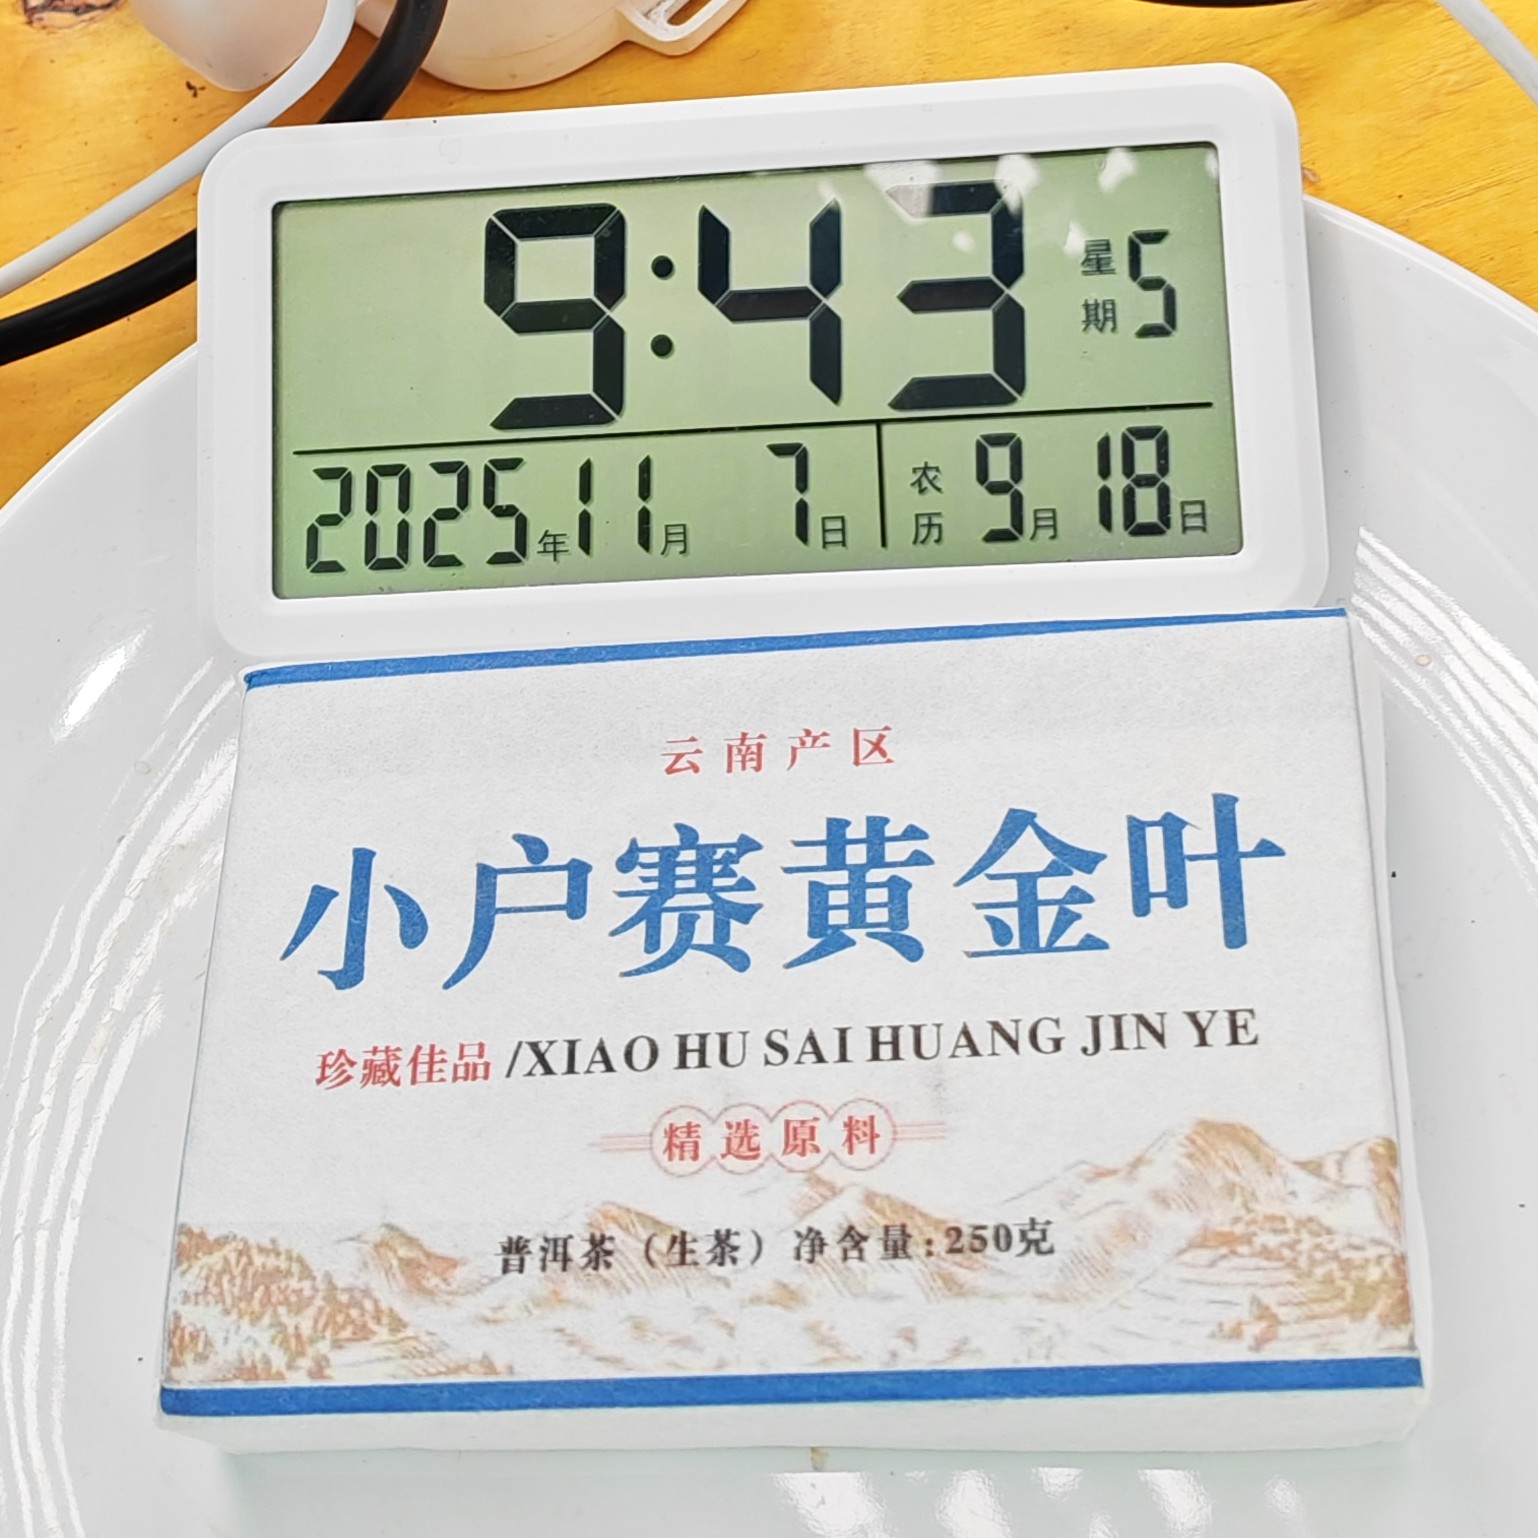 9:43 星期5
2025年11月7日 农历9月18日
云南产区
小户赛黄金叶
珍藏佳品/XIAO HU SAI HUANG JIN YE
精选原料
普洱茶（生茶）净含量:250克